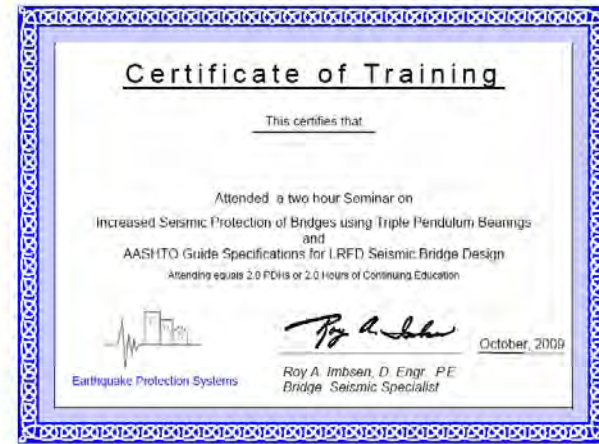 Certificate of Training
This certifies that
Attended a two hour Seminar on
Increased Seismic Protection of Bridges using Triple Pendulum Bearings
and
AASHTO Guide Specifications for LRFD Seismic Bridge Design
Attending equals 2.0 PDHs or 2.0 Hours of Continuing Education
Roy A. Imbsen
October, 2009
Earthquake Protection Systems
Roy A. Imbsen, D. Engr. P.E.
Bridge Seismic Specialist